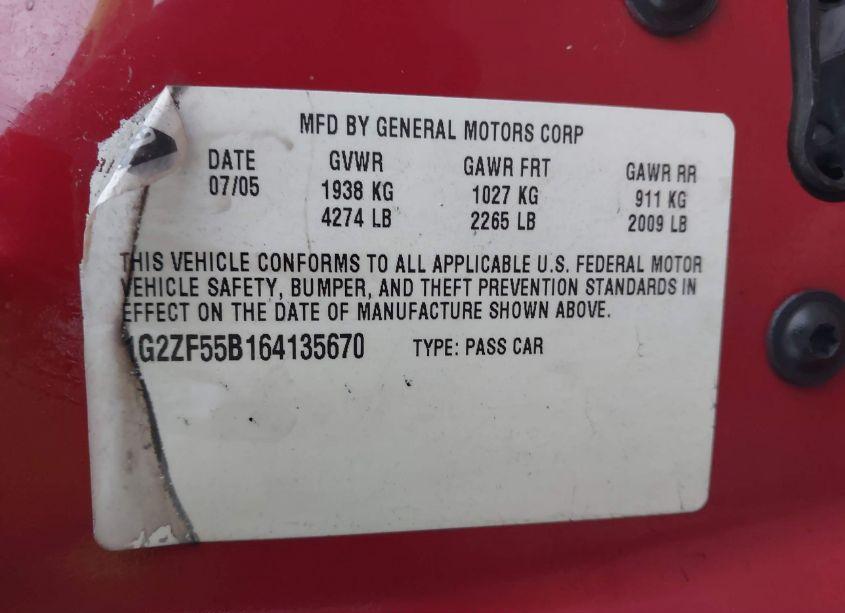 MFD BY GENERAL MOTORS CORP
DATE GVWR GAWR FRT GAWR RR
07/05 1938 KG 1027 KG 911 KG
4274 LB 2265 LB 2009 LB
THIS VEHICLE CONFORMS TO ALL APPLICABLE U.S. FEDERAL MOTOR
VEHICLE SAFETY, BUMPER, AND THEFT PREVENTION STANDARDS IN
EFFECT ON THE DATE OF MANUFACTURE SHOWN ABOVE.
1G2ZF55B164135670 TYPE: PASS CAR